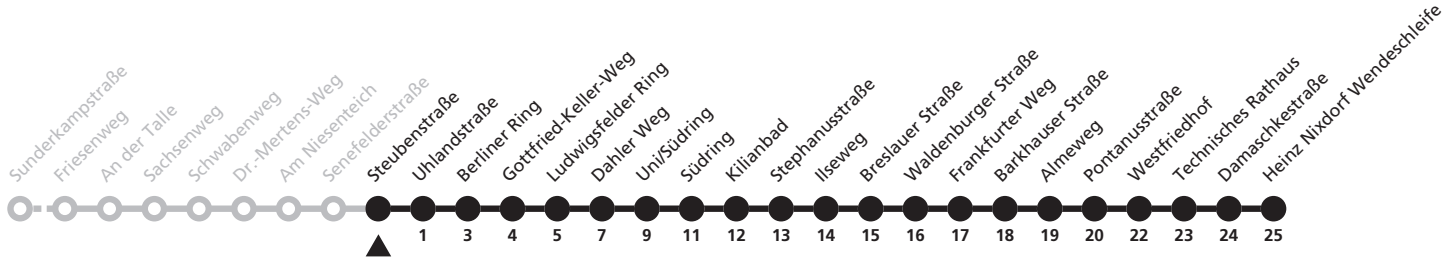 Sunderkampstraße
Friesenweg
An der Talle
Sachsenweg
Schwabenweg
Dr.-Mertens-Weg
Am Niesenteich
Senefelderstraße
Steubenstraße
Uhlandstraße
Berliner Ring
Gottfried-Keller-Weg
Ludwigsfelder Ring
Dahler Weg
Uni/Südring
Südring
Kilianbad
Stephanusstraße
Ilseweg
Breslauer Straße
Waldenburger Straße
Frankfurter Weg
Barkhauser Straße
Almeweg
Pontanusstraße
Westfriedhof
Technisches Rathaus
Damaschkestraße
Heinz Nixdorf Wendeschleife
1 3 4 5 7 9 11 12 13 14 15 16 17 18 19 20 22 23 24 25